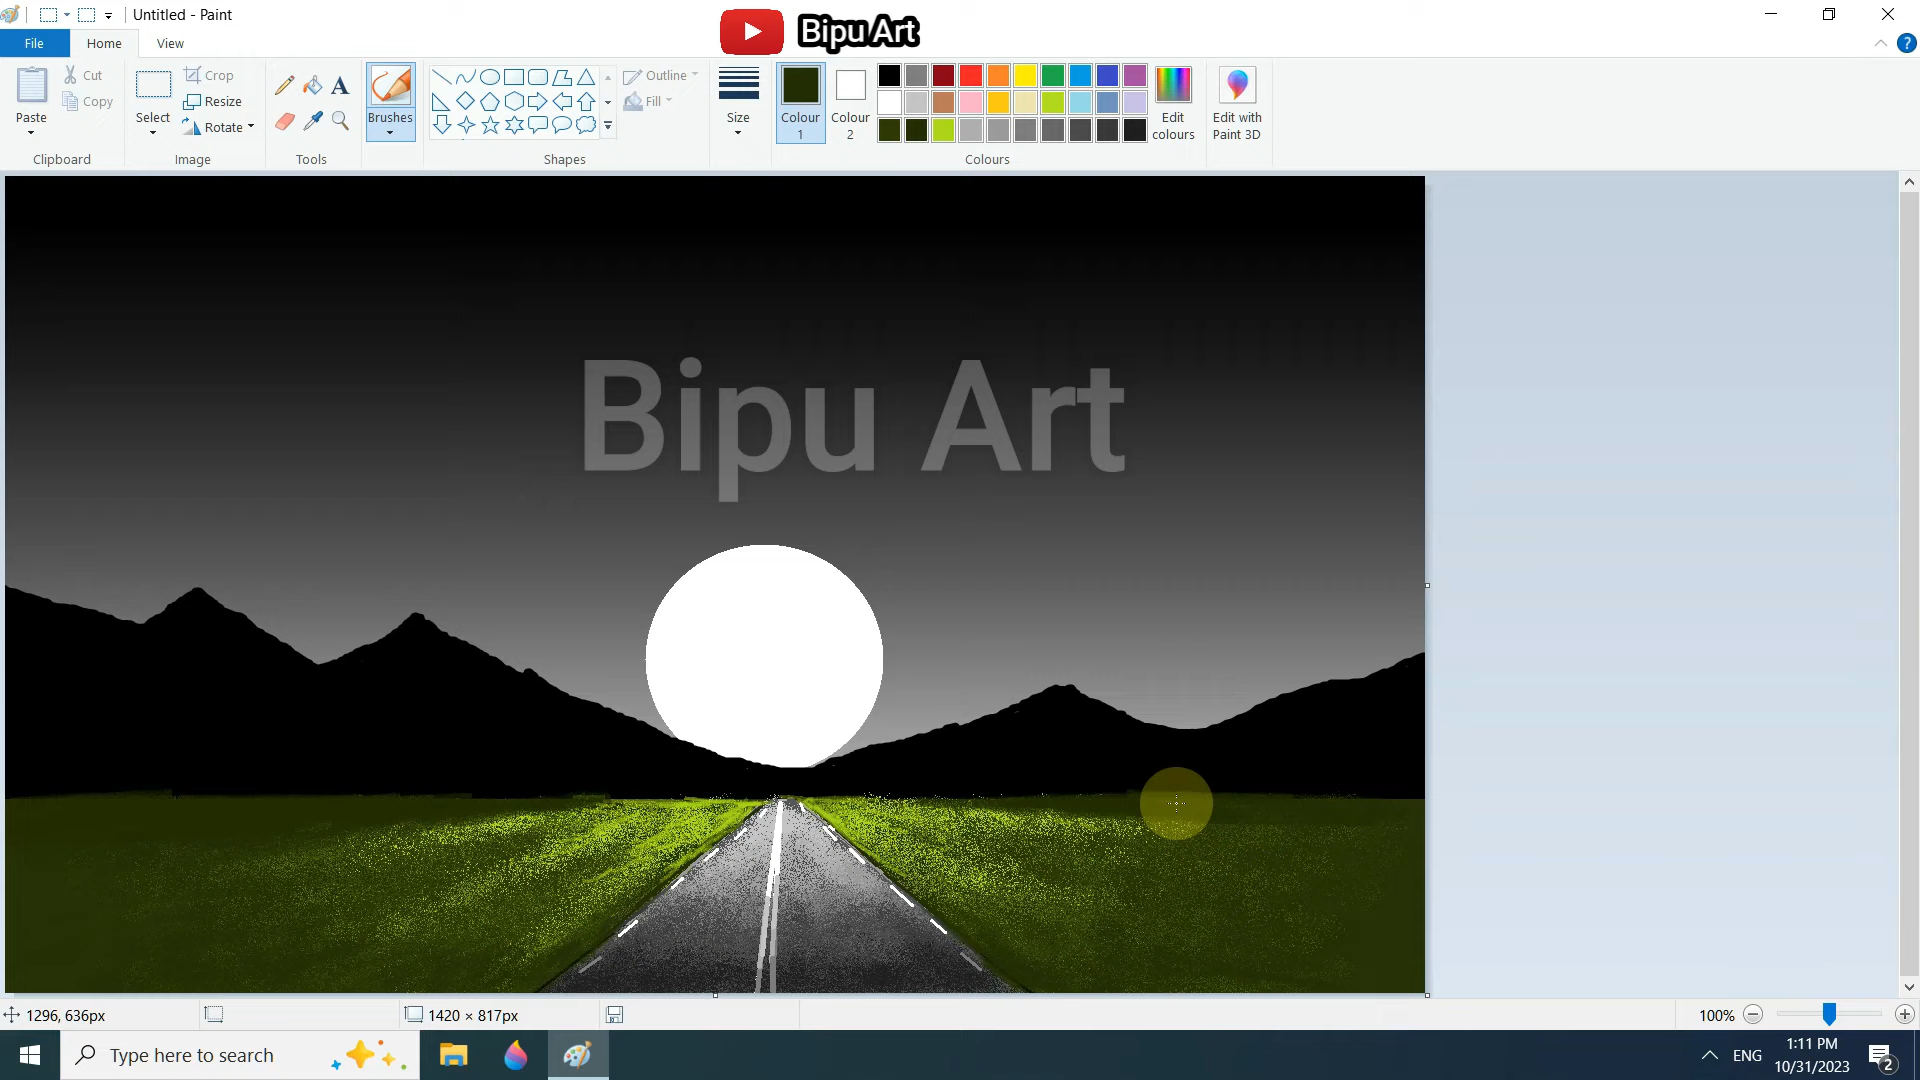 Untitled - Paint
Bipu Art
File
Home
View
Paste
Cut
Copy
Clipboard
Select
Crop
Resize
Rotate
Image
Tools
Brushes
Shapes
Outline
Fill
Size
Colour
1
Colour
2
Colours
Edit
colours
Edit with
Paint 3D
Bipu Art
1296, 636px
1420 × 817px
100%
Type here to search
ENG
1:11 PM
10/31/2023
2